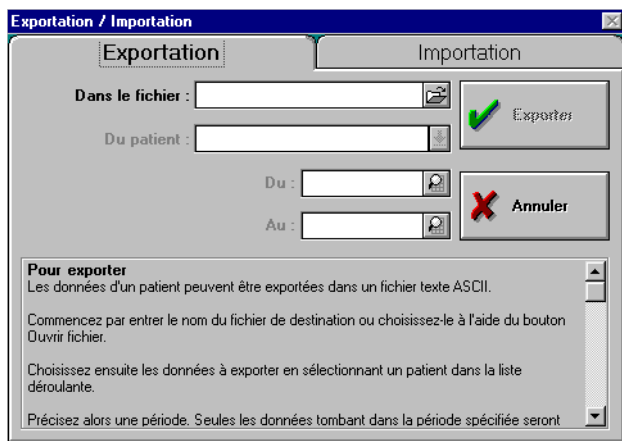 Exportation / Importation
Exportation
Importation
Dans le fichier :
Exporter
Du patient :
Du :
Annuler
Au :
Pour exporter
Les données d'un patient peuvent être exportées dans un fichier texte ASCII.
Commencez par entrer le nom du fichier de destination ou choisissez-le à l'aide du bouton
Ouvrir fichier.
Choisissez ensuite les données à exporter en sélectionnant un patient dans la liste
déroulante.
Précisez alors une période. Seules les données tombant dans la période spécifiée seront